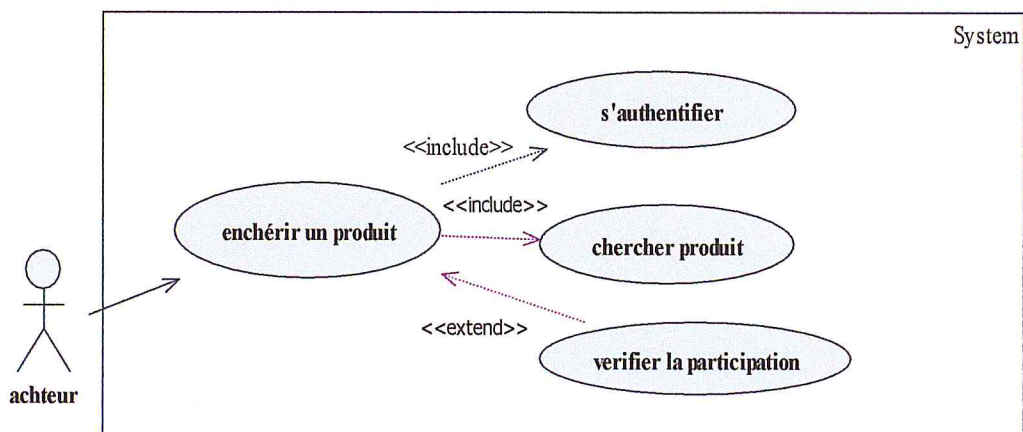 System
s'authentifier
<<include>>
<<include>>
enchérir un produit
chercher produit
<<extend>>
verifier la participation
achteur